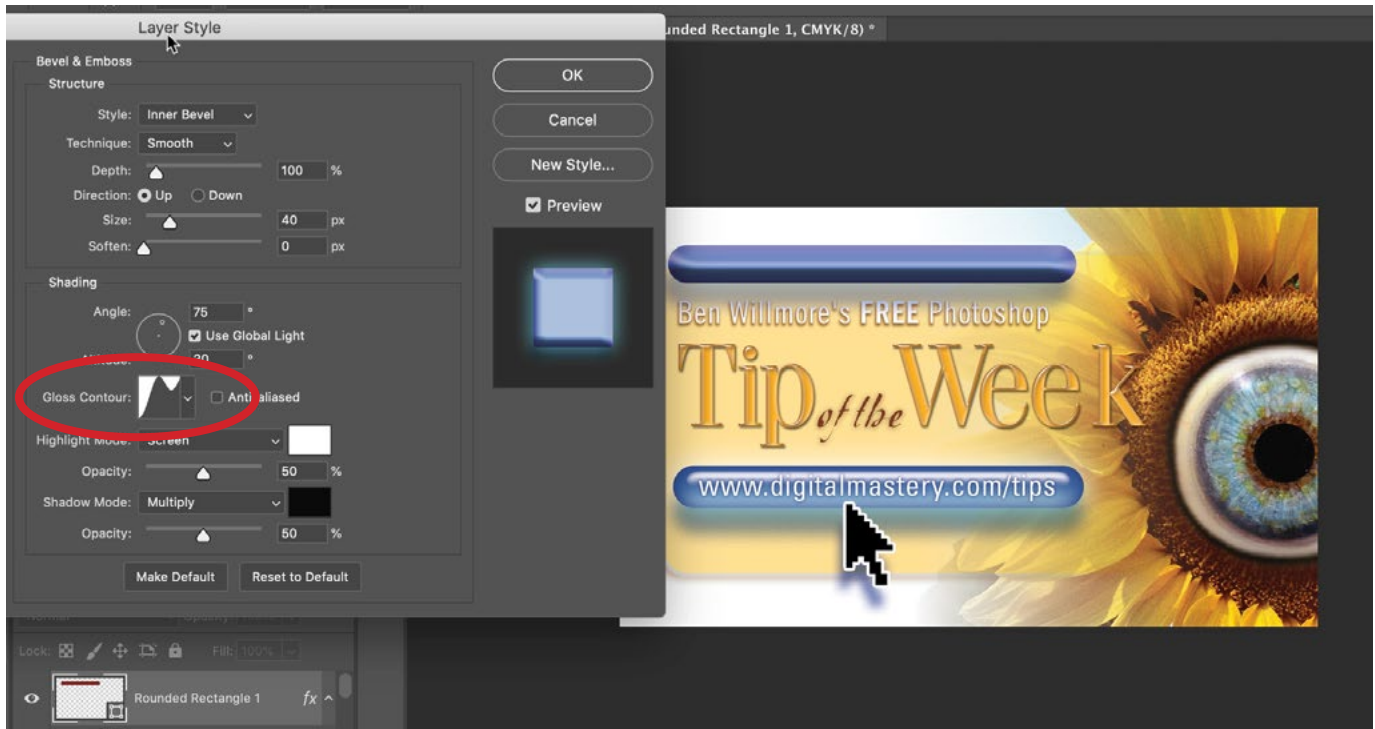 Layer Style
unded Rectangle 1, CMYK/8) *
Bevel & Emboss
Structure
Style: Inner Bevel
Technique: Smooth
Depth: 100 %
Direction: Up Down
Size: 40 px
Soften: 0 px
Shading
Angle: 75 °
Use Global Light
30 °
Gloss Contour: Anti-aliased
Highlight Mode: Screen
Opacity: 50 %
Shadow Mode: Multiply
Opacity: 50 %
Make Default Reset to Default
OK
Cancel
New Style...
Preview
Ben Willmore's FREE Photoshop
Tip of the Week
www.digitalmastery.com/tips
Lock: Fill: 100%
Rounded Rectangle 1 fx